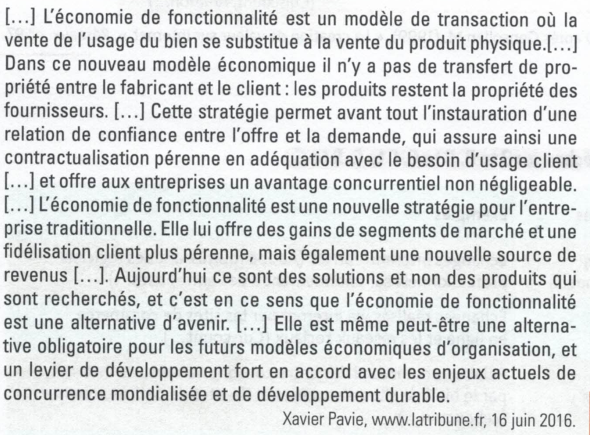 […] L'économie de fonctionnalité est un modèle de transaction où la
vente de l'usage du bien se substitue à la vente du produit physique.[…]
Dans ce nouveau modèle économique il n'y a pas de transfert de pro-
priété entre le fabricant et le client : les produits restent la propriété des
fournisseurs. […] Cette stratégie permet avant tout l'instauration d'une
relation de confiance entre l'offre et la demande, qui assure ainsi une
contractualisation pérenne en adéquation avec le besoin d'usage client
[…] et offre aux entreprises un avantage concurrentiel non négligeable.
[…] L'économie de fonctionnalité est une nouvelle stratégie pour l'entre-
prise traditionnelle. Elle lui offre des gains de segments de marché et une
fidélisation client plus pérenne, mais également une nouvelle source de
revenus […]. Aujourd'hui ce sont des solutions et non des produits qui
sont recherchés, et c'est en ce sens que l'économie de fonctionnalité
est une alternative d'avenir. […] Elle est même peut-être une alterna-
tive obligatoire pour les futurs modèles économiques d'organisation, et
un levier de développement fort en accord avec les enjeux actuels de
concurrence mondialisée et de développement durable.
Xavier Pavie, www.latribune.fr, 16 juin 2016.